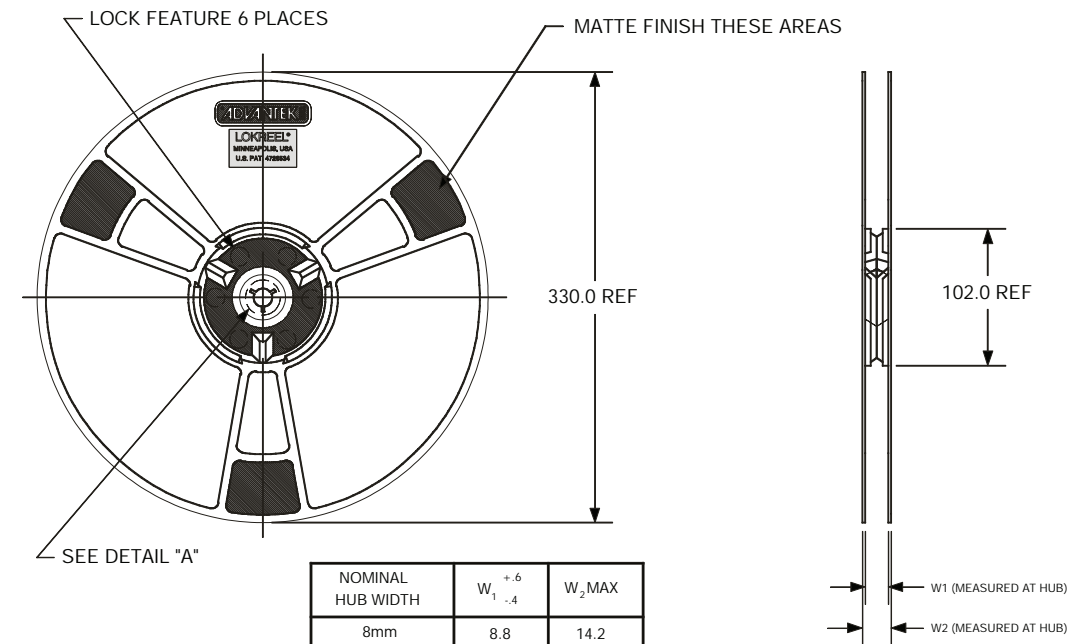 LOCK FEATURE 6 PLACES
MATTE FINISH THESE AREAS
ADVANTEK
LOKREEL®
MINNEAPOLIS, USA
U.S. PAT 4726534
330.0 REF
102.0 REF
SEE DETAIL "A"
NOMINAL HUB WIDTH W1 +.6 -.4 W2 MAX
8mm 8.8 14.2
W1 (MEASURED AT HUB)
W2 (MEASURED AT HUB)